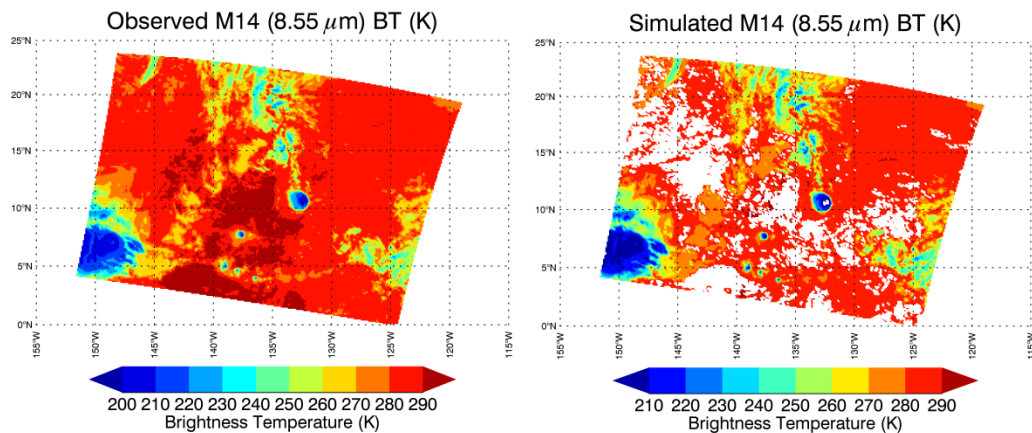 Observed M14 (8.55 μm) BT (K)
25°N
20°N
15°N
10°N
5°N
0°N
155°W
150°W
145°W
140°W
135°W
130°W
125°W
120°W
115°W
200 210 220 230 240 250 260 270 280 290
Brightness Temperature (K)
Simulated M14 (8.55 μm) BT (K)
25°N
20°N
15°N
10°N
5°N
0°N
155°W
150°W
145°W
140°W
135°W
130°W
125°W
120°W
115°W
210 220 230 240 250 260 270 280 290
Brightness Temperature (K)